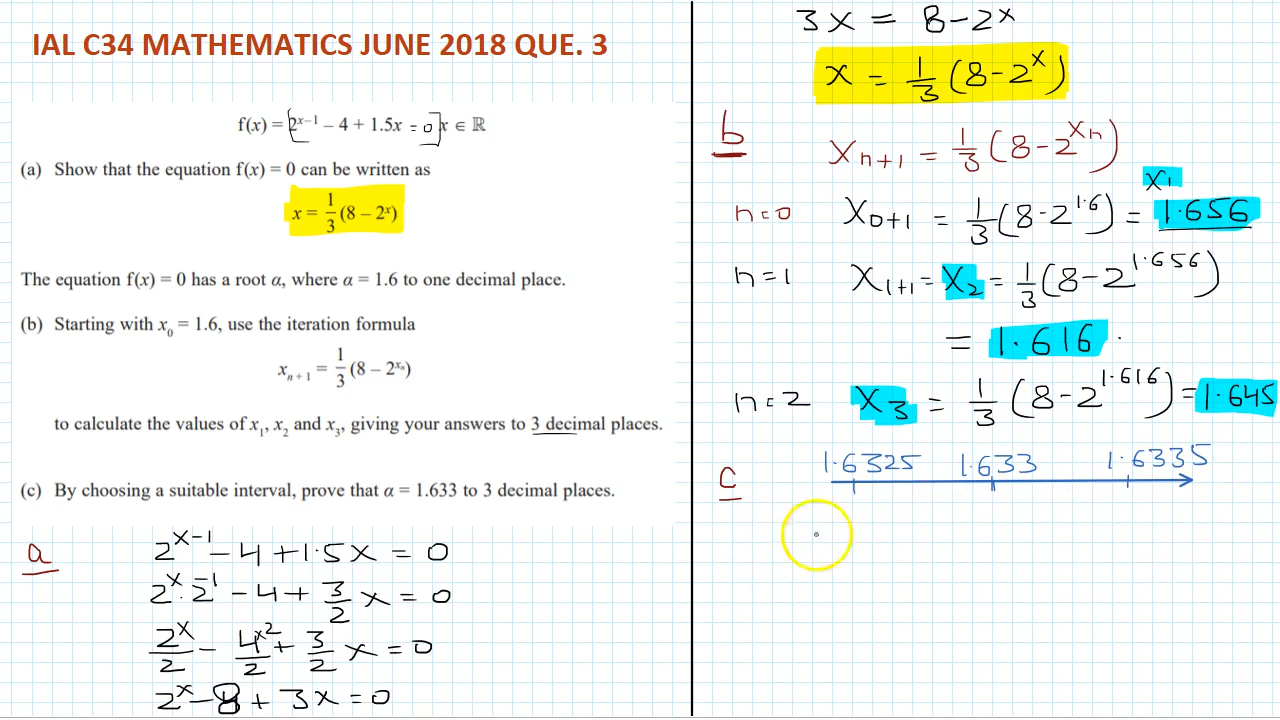 IAL C34 MATHEMATICS JUNE 2018 QUE. 3
f(x) = [2^{x–1} – 4 + 1.5x = 0] x ∈ ℝ
(a) Show that the equation f(x) = 0 can be written as
x = 1/3 (8 – 2^x)
The equation f(x) = 0 has a root α, where α = 1.6 to one decimal place.
(b) Starting with x_0 = 1.6, use the iteration formula
x_{n+1} = 1/3 (8 – 2^{x_n})
to calculate the values of x_1, x_2 and x_3, giving your answers to 3 decimal places.
(c) By choosing a suitable interval, prove that α = 1.633 to 3 decimal places.
a
2^{x-1} - 4 + 1.5x = 0
2^x . 2^{-1} - 4 + 3/2 x = 0
2^x/2 - 4^{x2}/2 + 3/2 x = 0
2^x - 8 + 3x = 0
3x = 8 - 2^x
x = 1/3 (8 - 2^x)
b
x_{n+1} = 1/3 (8 - 2^{x_n})
x_1
n=0 x_{0+1} = 1/3 (8 - 2^{1.6}) = 1.656
n=1 x_{1+1} = x_2 = 1/3 (8 - 2^{1.656})
= 1.616 .
n=2 x_3 = 1/3 (8 - 2^{1.616}) = 1.645
c
1.6325 1.633 1.6335